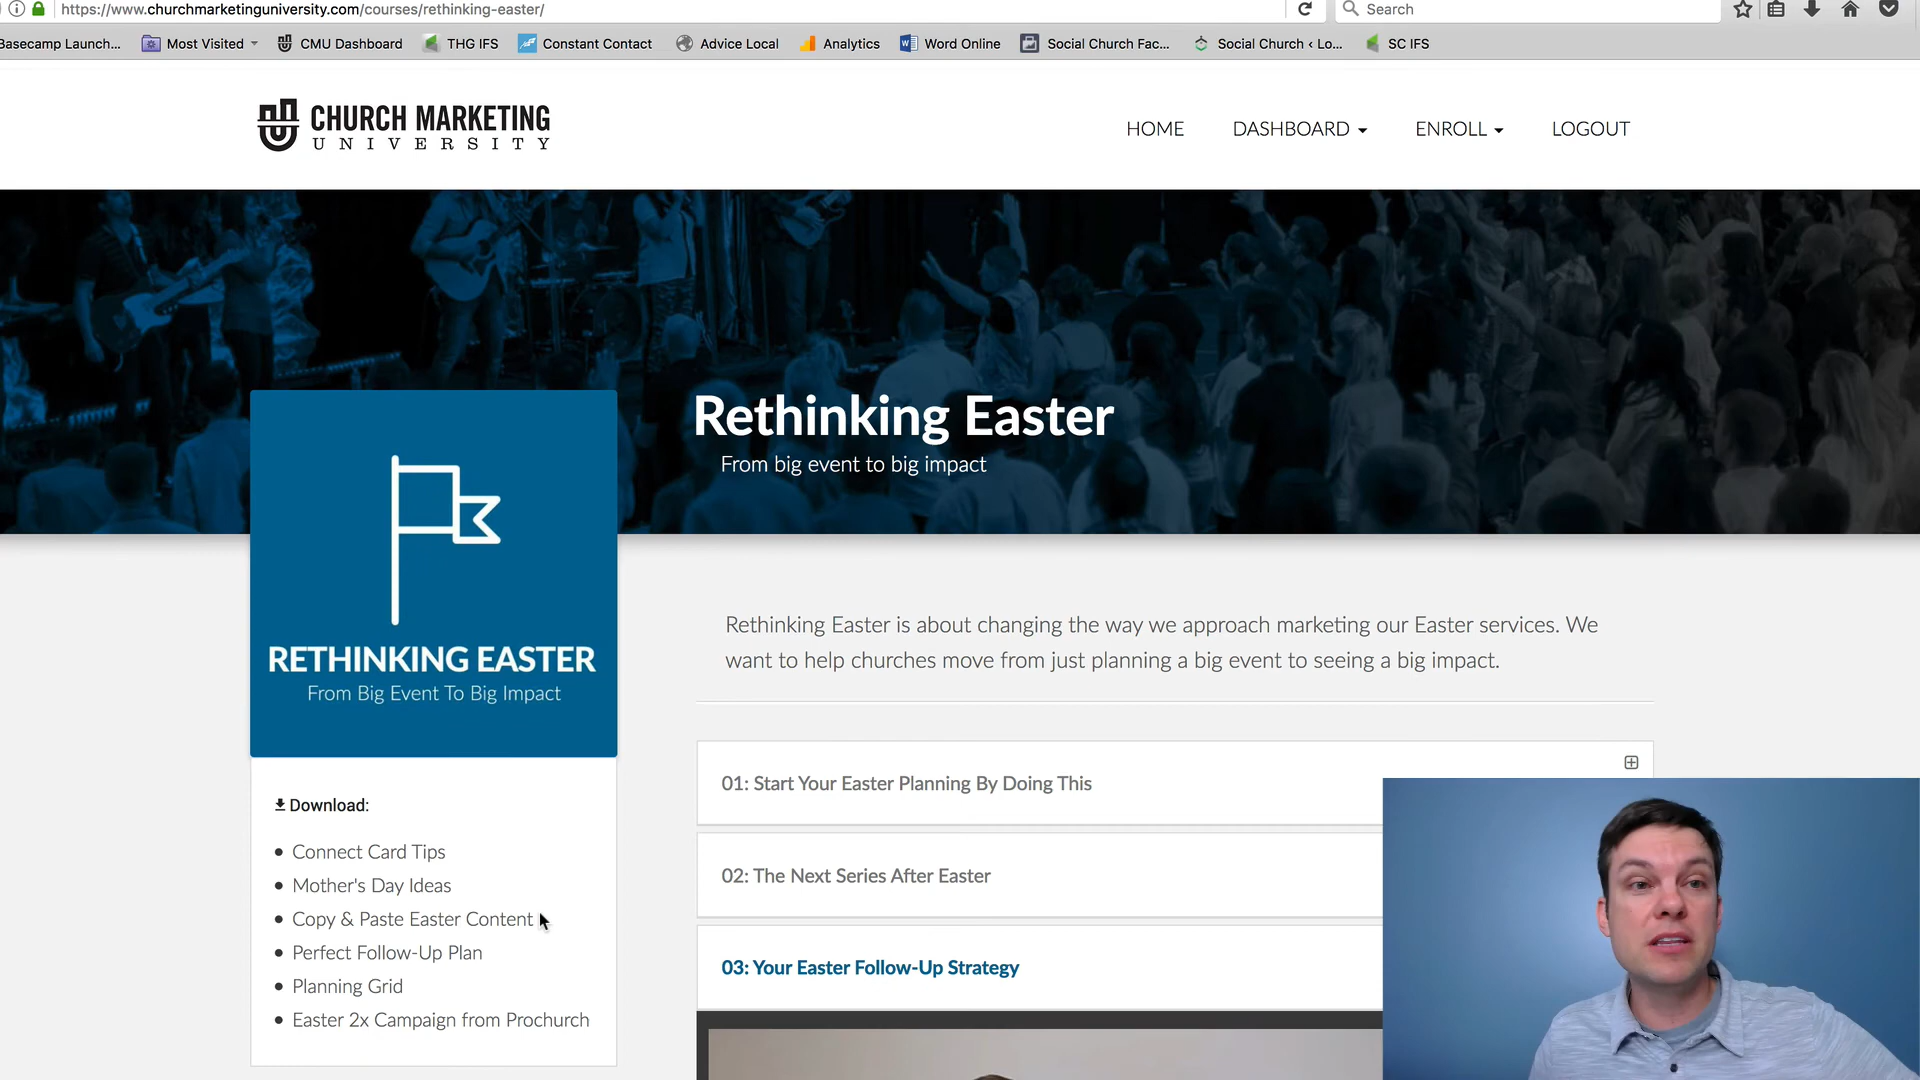 https://www.churchmarketinguniversity.com/courses/rethinking-easter/
Search
Basecamp Launch...
Most Visited
CMU Dashboard
THG IFS
Constant Contact
Advice Local
Analytics
Word Online
Social Church Fac...
Social Church ‹ Lo...
SC IFS
CHURCH MARKETING
UNIVERSITY
HOME
DASHBOARD
ENROLL
LOGOUT
Rethinking Easter
From big event to big impact
RETHINKING EASTER
From Big Event To Big Impact
Rethinking Easter is about changing the way we approach marketing our Easter services. We
want to help churches move from just planning a big event to seeing a big impact.
Download:
• Connect Card Tips
• Mother's Day Ideas
• Copy & Paste Easter Content
• Perfect Follow-Up Plan
• Planning Grid
• Easter 2x Campaign from Prochurch
01: Start Your Easter Planning By Doing This
02: The Next Series After Easter
03: Your Easter Follow-Up Strategy